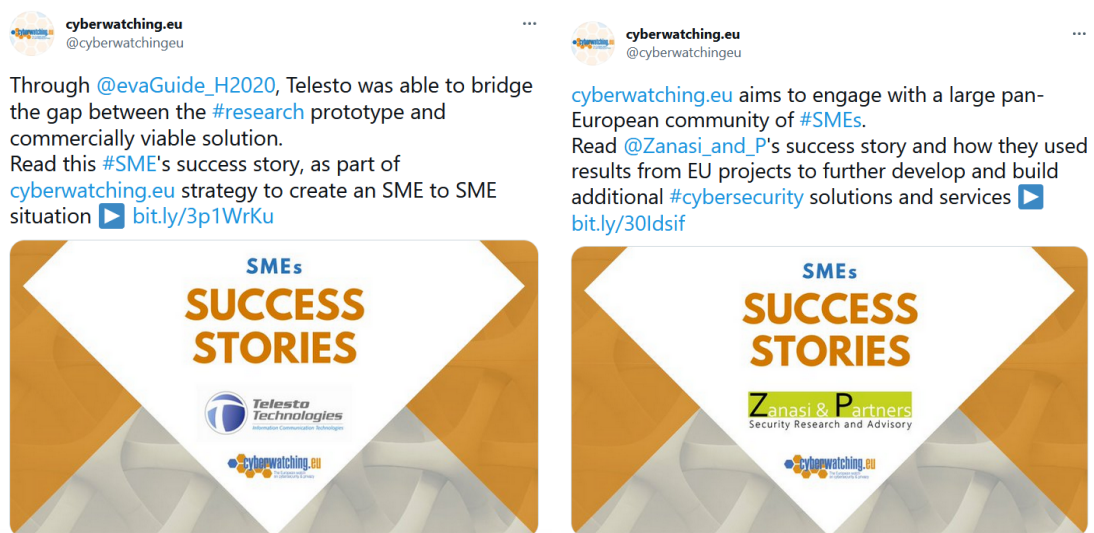 cyberwatching.eu
@cyberwatchingeu
Through @evaGuide_H2020, Telesto was able to bridge
the gap between the #research prototype and
commercially viable solution.
Read this #SME's success story, as part of
cyberwatching.eu strategy to create an SME to SME
situation ▶ bit.ly/3p1WrKu
SMEs
SUCCESS
STORIES
Telesto
Technologies
Information Communication Technologies
cyberwatching.eu
cyberwatching.eu
@cyberwatchingeu
cyberwatching.eu aims to engage with a large pan-
European community of #SMEs.
Read @Zanasi_and_P's success story and how they used
results from EU projects to further develop and build
additional #cybersecurity solutions and services ▶
bit.ly/30Idsif
SMEs
SUCCESS
STORIES
Zanasi & Partners
Security Research and Advisory
cyberwatching.eu